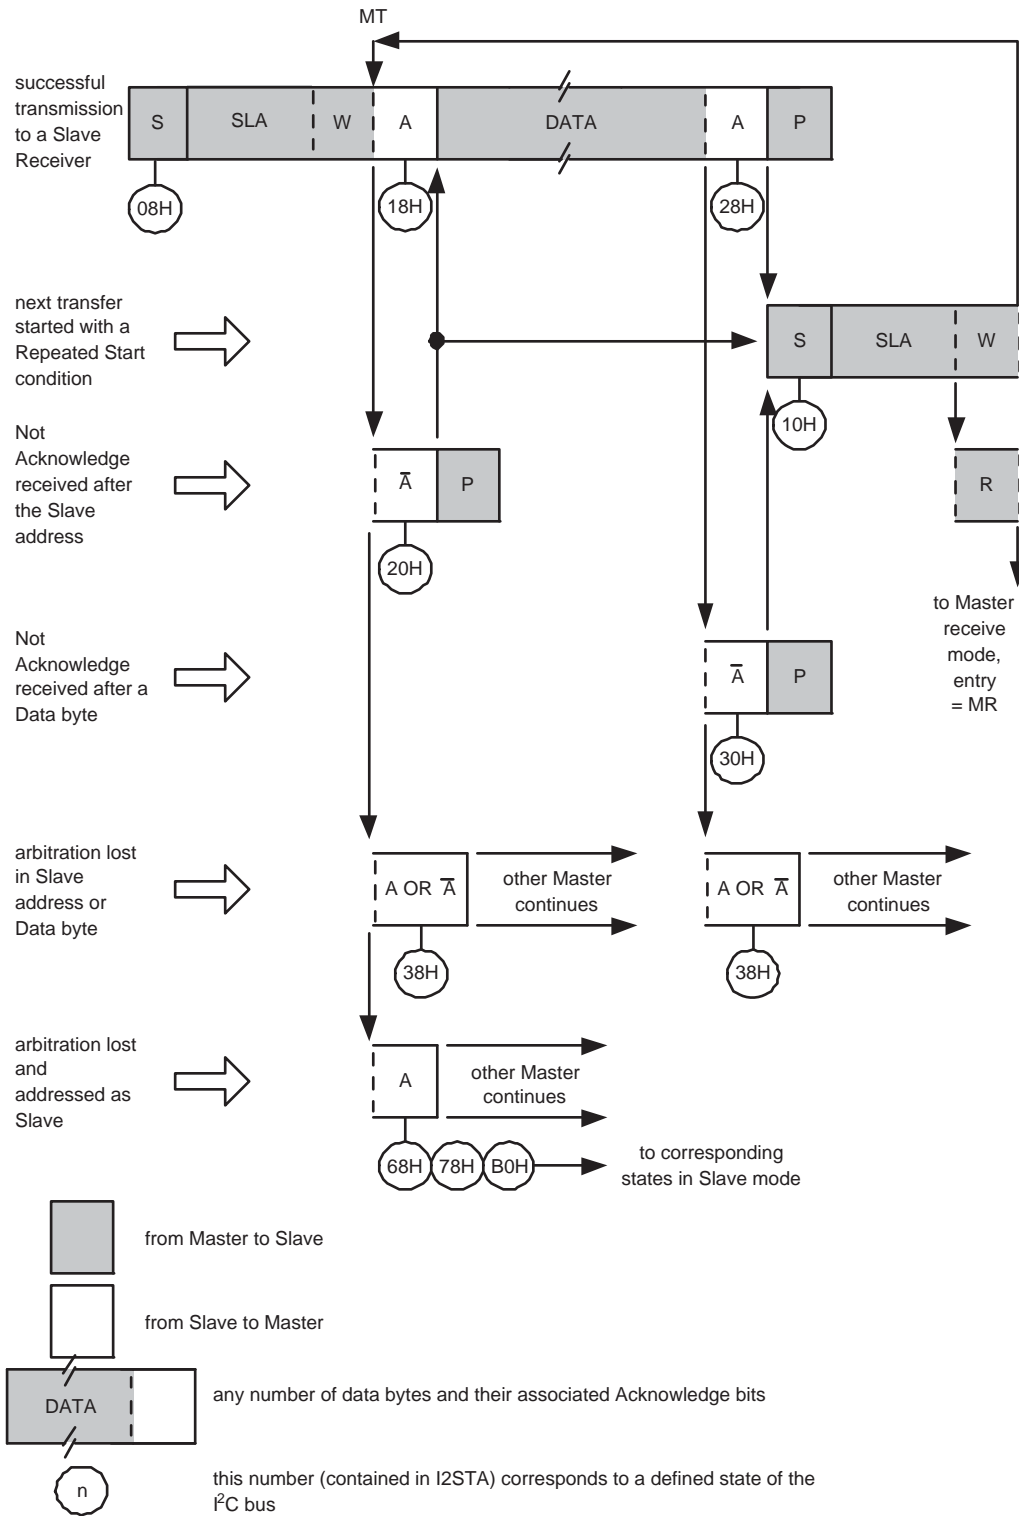 MT
successful
transmission
to a Slave
Receiver
S
SLA
W
A
DATA
A
P
08H
18H
28H
next transfer
started with a
Repeated Start
condition
S
SLA
W
10H
Not
Acknowledge
received after
the Slave
address
A̅
P
R
20H
to Master
receive
mode,
entry
= MR
Not
Acknowledge
received after a
Data byte
A̅
P
30H
arbitration lost
in Slave
address or
Data byte
A OR A̅
other Master
continues
A OR A̅
other Master
continues
38H
38H
arbitration lost
and
addressed as
Slave
A
other Master
continues
68H
78H
B0H
to corresponding
states in Slave mode
from Master to Slave
from Slave to Master
DATA
any number of data bytes and their associated Acknowledge bits
n
this number (contained in I2STA) corresponds to a defined state of the
I²C bus